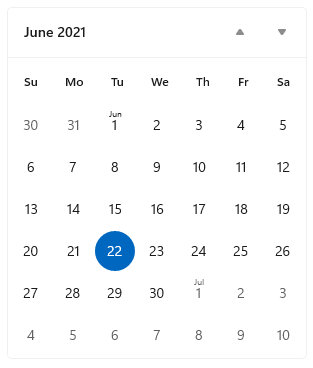 June 2021
Su Mo Tu We Th Fr Sa
30 31 Jun 1 2 3 4 5
6 7 8 9 10 11 12
13 14 15 16 17 18 19
20 21 22 23 24 25 26
27 28 29 30 Jul 1 2 3
4 5 6 7 8 9 10